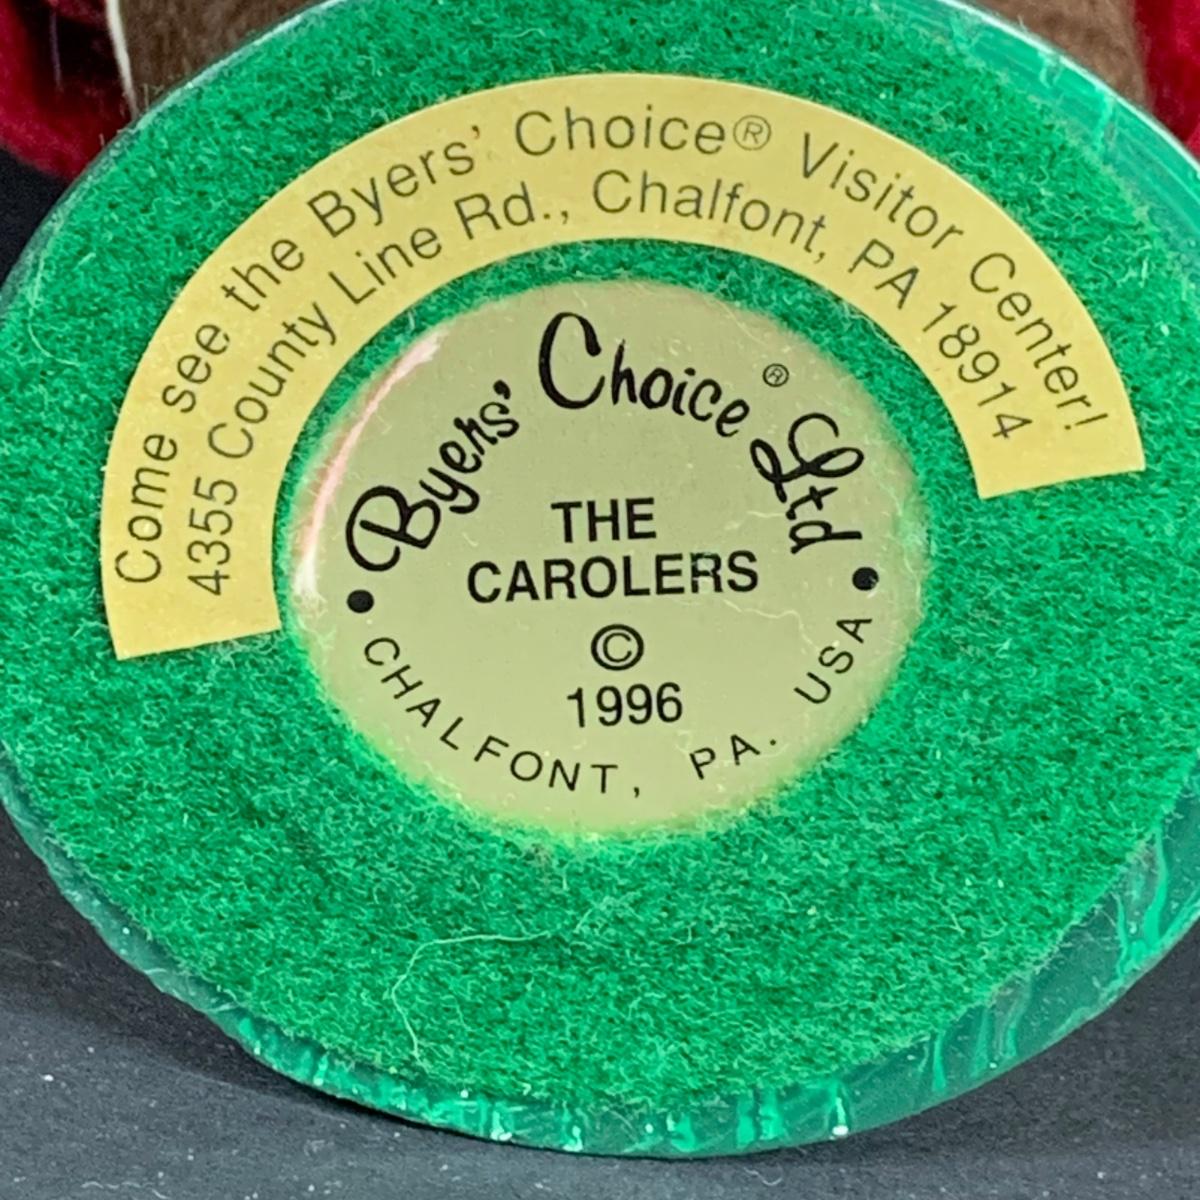 Come see the Byers' Choice® Visitor Center!
4355 County Line Rd., Chalfont, PA 18914
Byers' Choice® Ltd
THE
CAROLERS
©
1996
• CHALFONT, PA. USA •